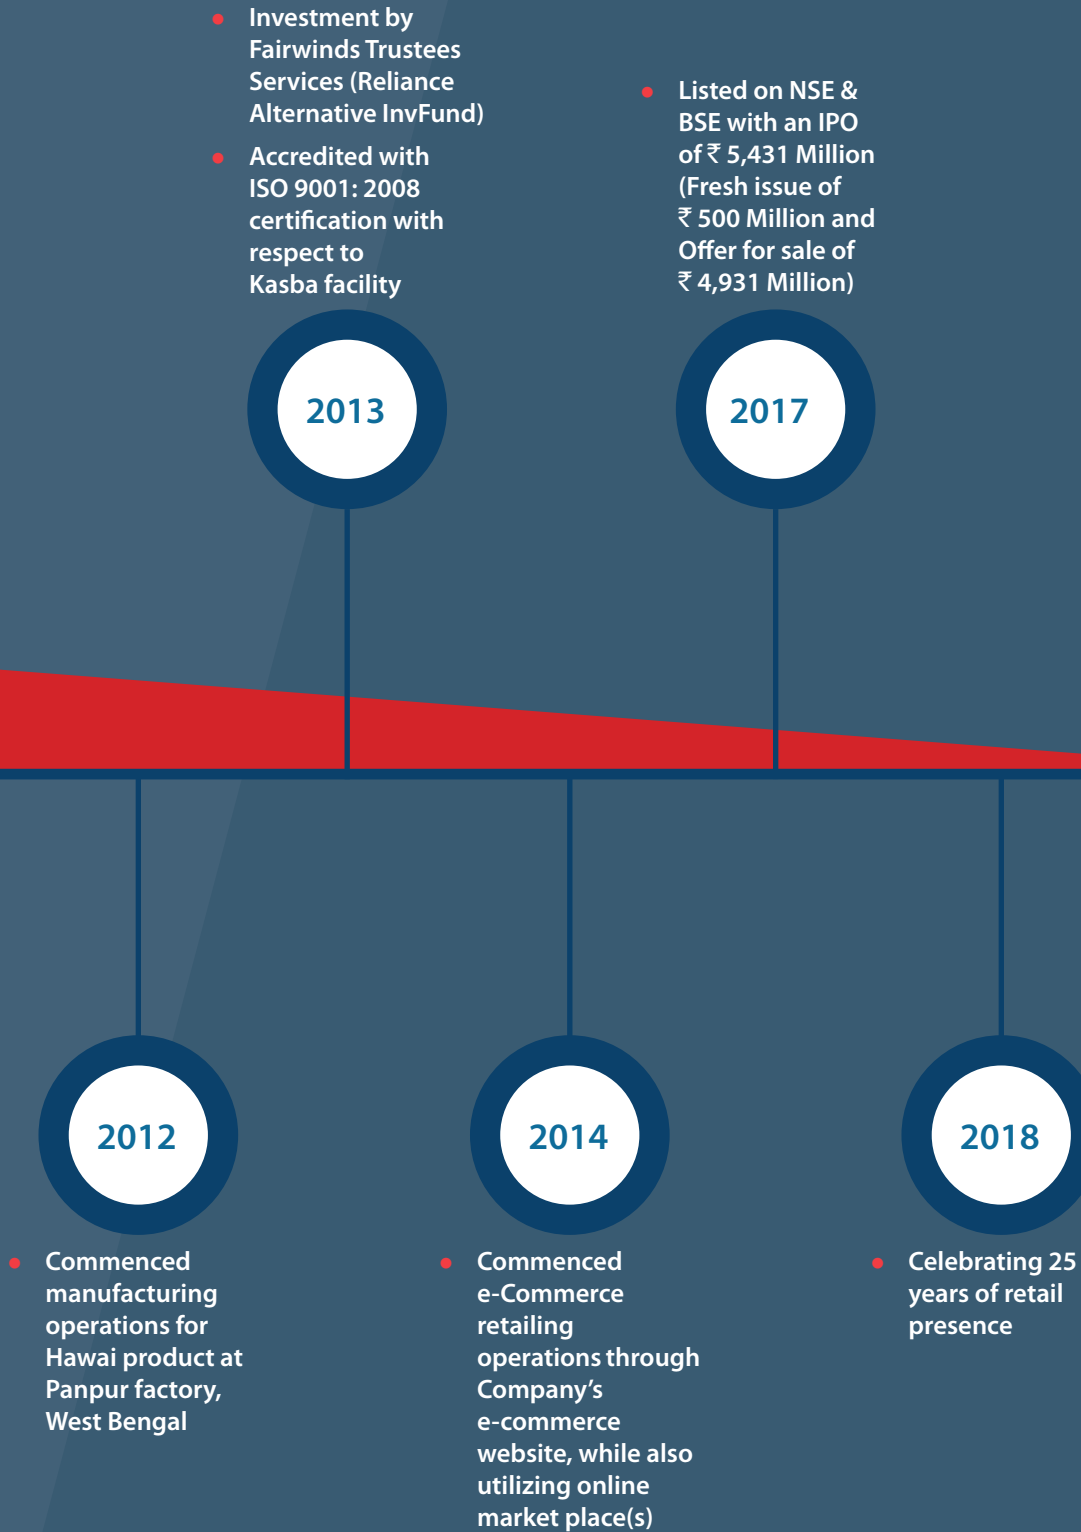 Investment by
Fairwinds Trustees
Services (Reliance
Alternative InvFund)
Accredited with
ISO 9001: 2008
certification with
respect to
Kasba facility
2013
Listed on NSE &
BSE with an IPO
of ₹ 5,431 Million
(Fresh issue of
₹ 500 Million and
Offer for sale of
₹ 4,931 Million)
2017
2012
Commenced
manufacturing
operations for
Hawai product at
Panpur factory,
West Bengal
2014
Commenced
e-Commerce
retailing
operations through
Company’s
e-commerce
website, while also
utilizing online
market place(s)
2018
Celebrating 25
years of retail
presence